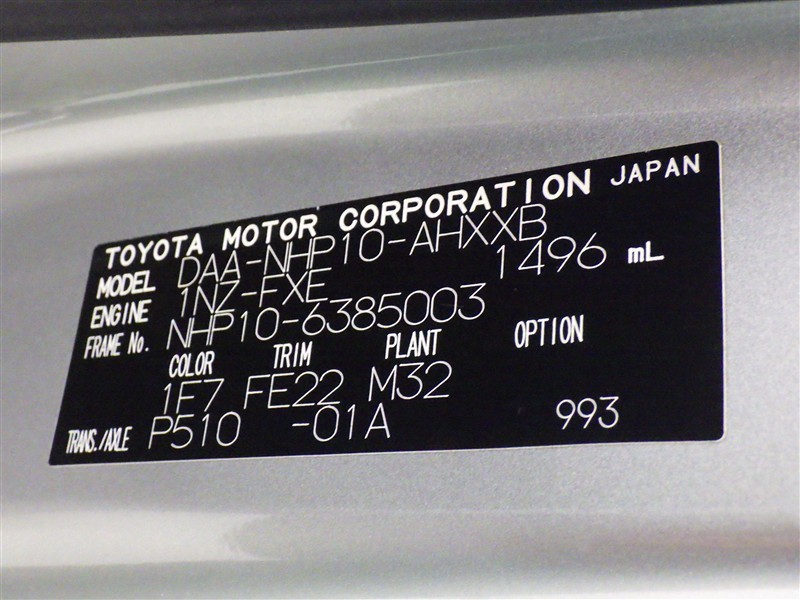 TOYOTA MOTOR CORPORATION JAPAN
MODEL DAA-NHP10-AHXXB
ENGINE 1NZ-FXE 1496 mL
FRAME No. NHP10-6385003
COLOR TRIM PLANT OPTION
1F7 FE22 M32
TRANS./AXLE P510 -01A 993